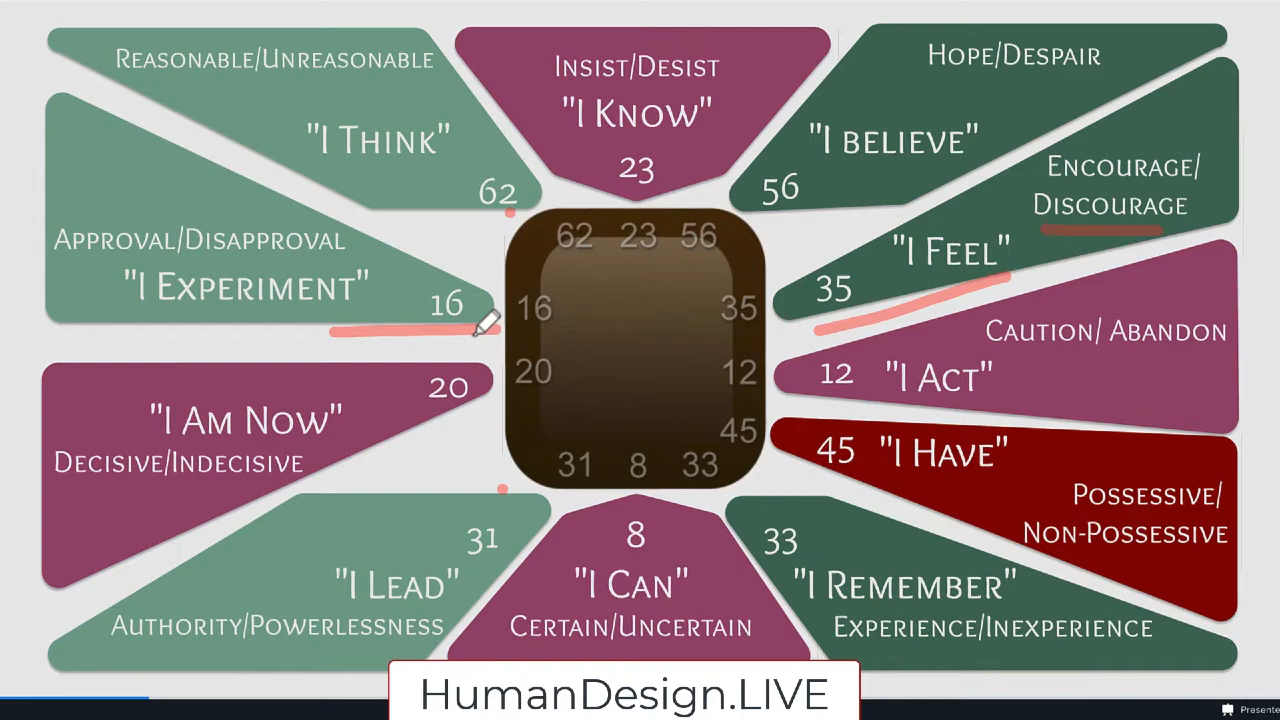 Reasonable/Unreasonable
"I Think"
62
Insist/Desist
"I Know"
23
Hope/Despair
"I believe"
56
Approval/Disapproval
"I Experiment"
16
Encourage/
Discourage
"I Feel"
35
62 23 56
16 35
20 12
45
31 8 33
20
"I Am Now"
Decisive/Indecisive
Caution/ Abandon
12 "I Act"
45 "I Have"
Possessive/
Non-Possessive
31
"I Lead"
Authority/Powerlessness
8
"I Can"
Certain/Uncertain
33
"I Remember"
Experience/Inexperience
HumanDesign.LIVE
Presente